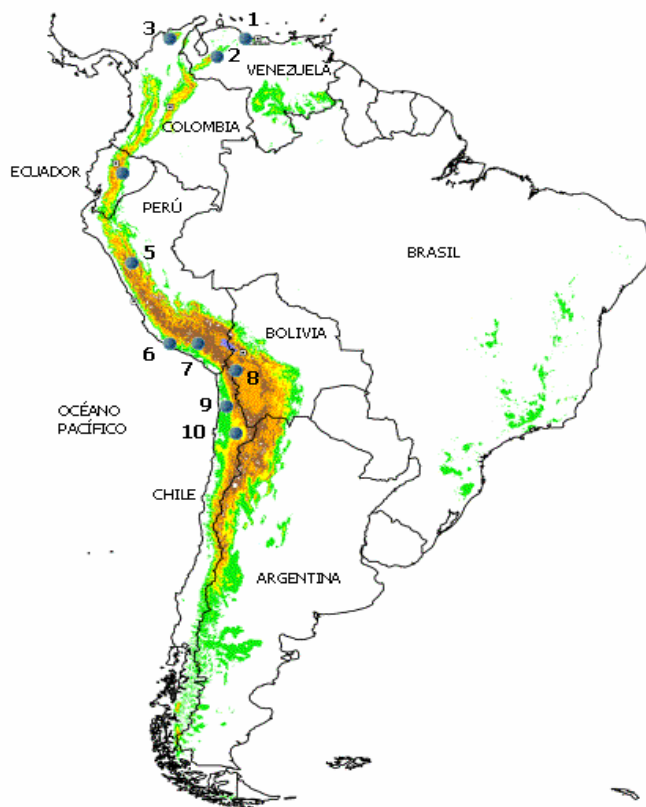 1
3
2
VENEZUELA
COLOMBIA
ECUADOR
PERÚ
BRASIL
5
BOLIVIA
6
7
8
9
OCÉANO
PACÍFICO
10
CHILE
ARGENTINA